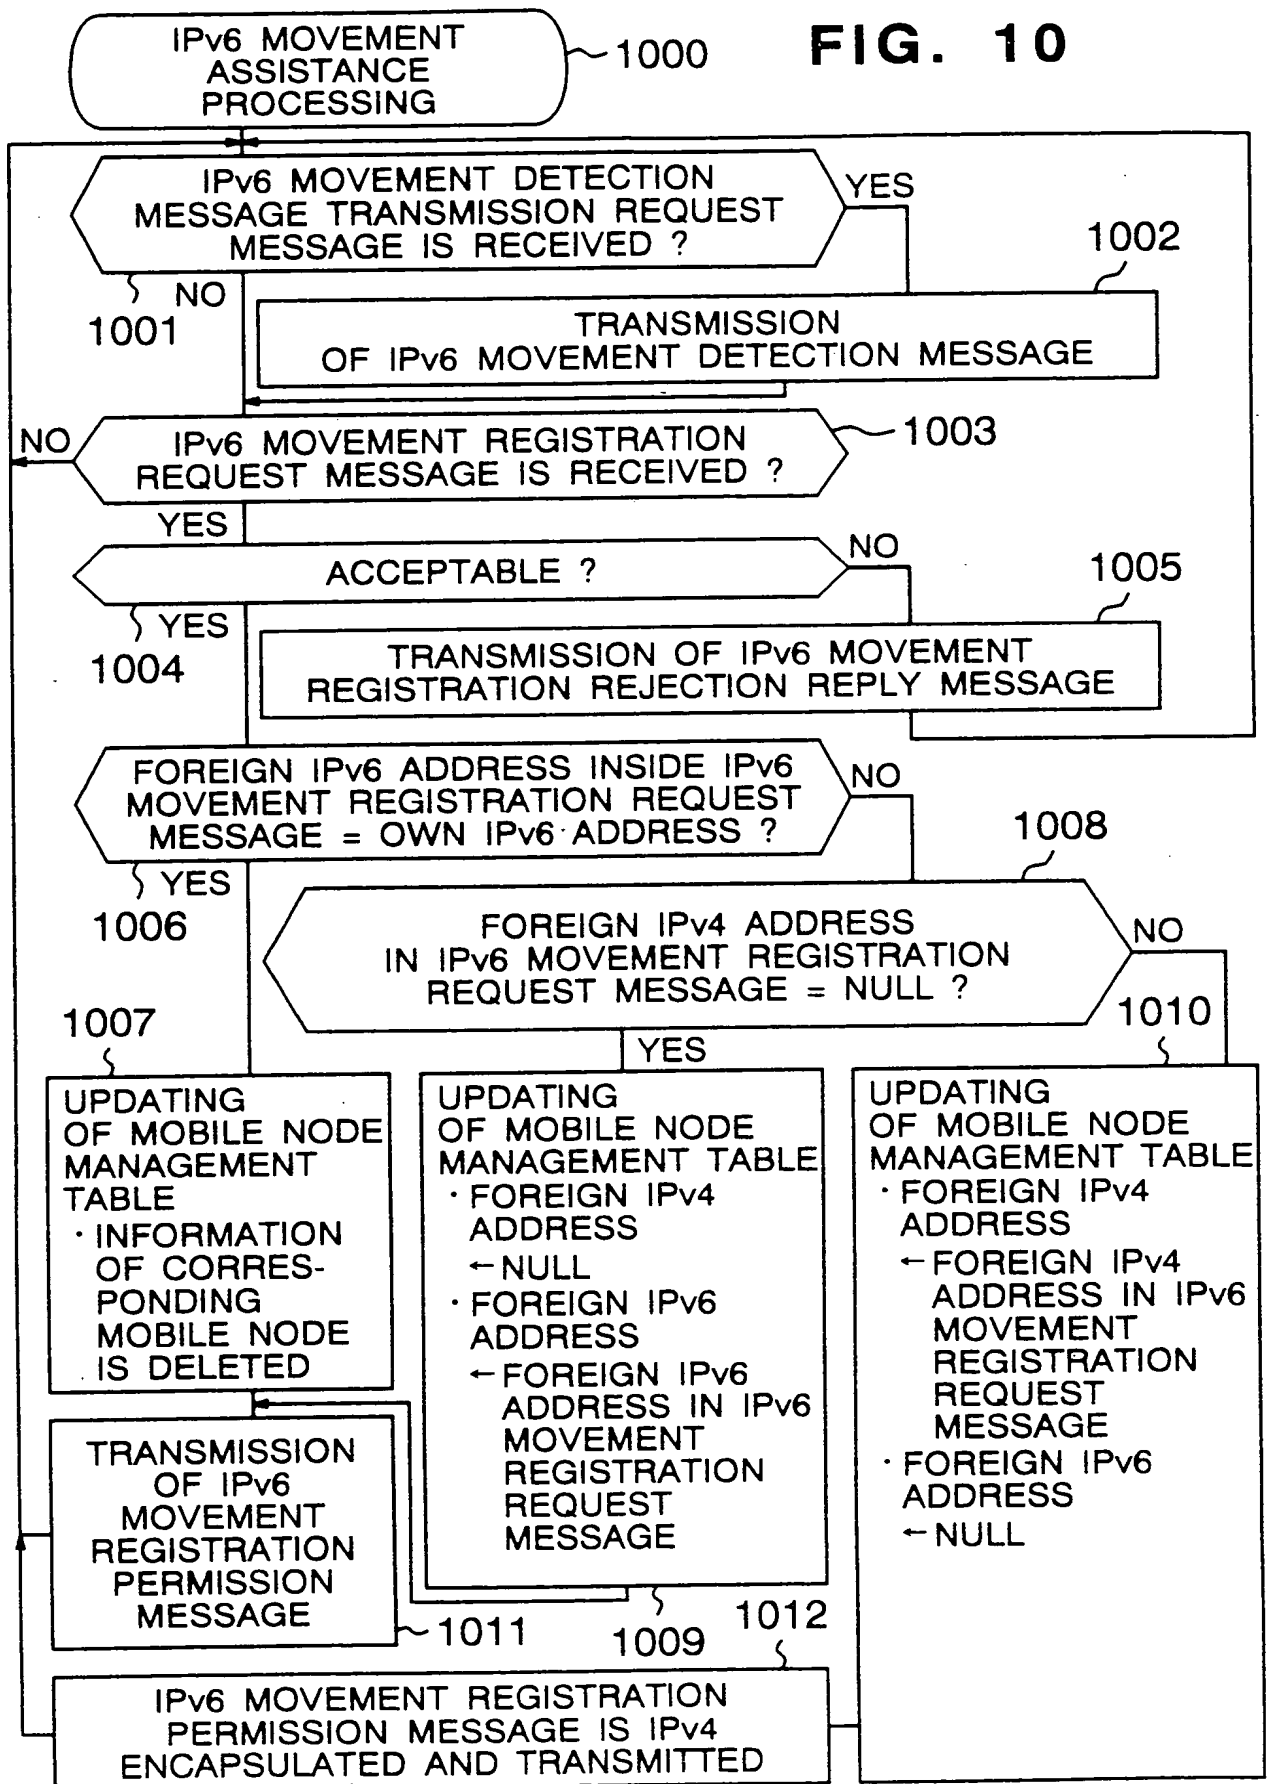 FIG. 10
IPv6 MOVEMENT
ASSISTANCE
PROCESSING
1000
IPv6 MOVEMENT DETECTION
MESSAGE TRANSMISSION REQUEST
MESSAGE IS RECEIVED ?
YES
1001
NO
1002
TRANSMISSION
OF IPv6 MOVEMENT DETECTION MESSAGE
NO
IPv6 MOVEMENT REGISTRATION
REQUEST MESSAGE IS RECEIVED ?
1003
YES
ACCEPTABLE ?
NO
1004
YES
1005
TRANSMISSION OF IPv6 MOVEMENT
REGISTRATION REJECTION REPLY MESSAGE
FOREIGN IPv6 ADDRESS INSIDE IPv6
MOVEMENT REGISTRATION REQUEST
MESSAGE = OWN IPv6 ADDRESS ?
NO
1006
YES
1008
FOREIGN IPv4 ADDRESS
IN IPv6 MOVEMENT REGISTRATION
REQUEST MESSAGE = NULL ?
NO
YES
1007
UPDATING
OF MOBILE NODE
MANAGEMENT
TABLE
· INFORMATION
OF CORRES-
PONDING
MOBILE NODE
IS DELETED
UPDATING
OF MOBILE NODE
MANAGEMENT TABLE
· FOREIGN IPv4
ADDRESS
← NULL
· FOREIGN IPv6
ADDRESS
← FOREIGN IPv6
ADDRESS IN IPv6
MOVEMENT
REGISTRATION
REQUEST
MESSAGE
1009
1010
UPDATING
OF MOBILE NODE
MANAGEMENT TABLE
· FOREIGN IPv4
ADDRESS
← FOREIGN IPv4
ADDRESS IN IPv6
MOVEMENT
REGISTRATION
REQUEST
MESSAGE
· FOREIGN IPv6
ADDRESS
← NULL
TRANSMISSION
OF IPv6
MOVEMENT
REGISTRATION
PERMISSION
MESSAGE
1011
1012
IPv6 MOVEMENT REGISTRATION
PERMISSION MESSAGE IS IPv4
ENCAPSULATED AND TRANSMITTED